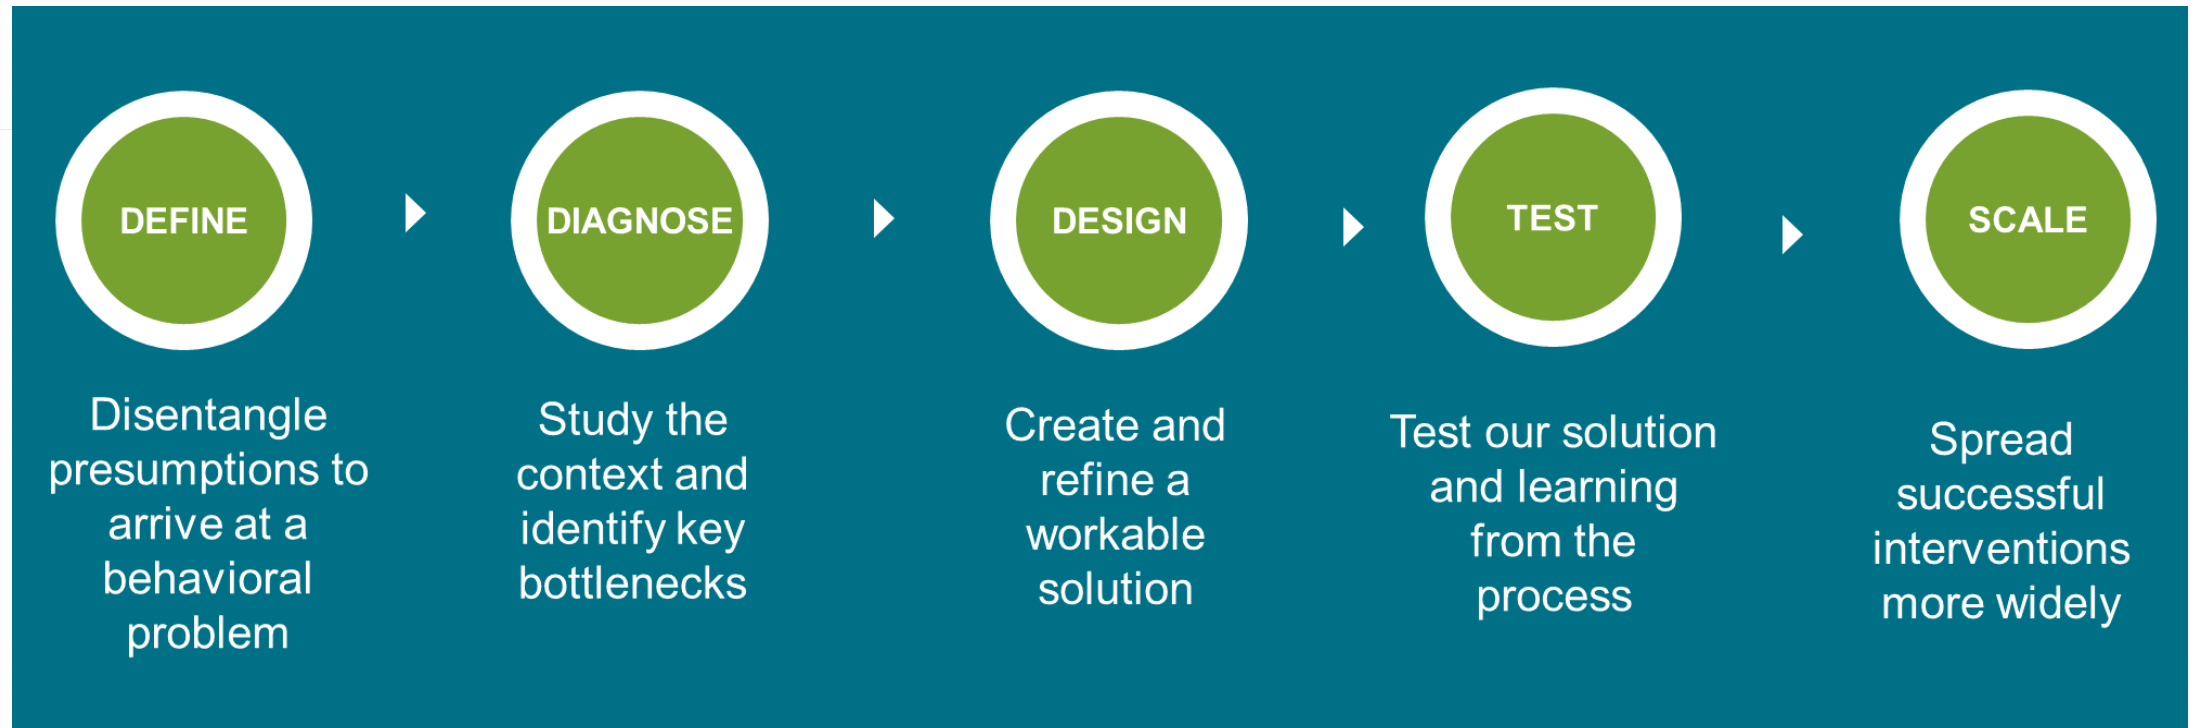 DEFINE
DIAGNOSE
DESIGN
TEST
SCALE
Disentangle
presumptions to
arrive at a
behavioral
problem
Study the
context and
identify key
bottlenecks
Create and
refine a
workable
solution
Test our solution
and learning
from the
process
Spread
successful
interventions
more widely